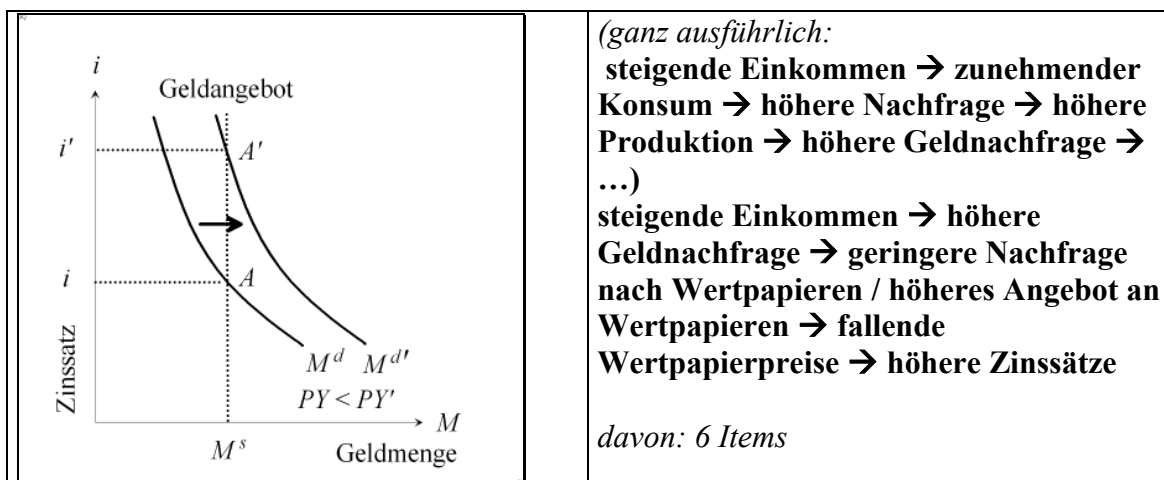 i
Geldangebot
i'
A'
i
A
Zinssatz
M^d M^d'
PY < PY'
M
M^s
Geldmenge
(ganz ausführlich:
steigende Einkommen → zunehmender
Konsum → höhere Nachfrage → höhere
Produktion → höhere Geldnachfrage →
…)
steigende Einkommen → höhere
Geldnachfrage → geringere Nachfrage
nach Wertpapieren / höheres Angebot an
Wertpapieren → fallende
Wertpapierpreise → höhere Zinssätze
davon: 6 Items